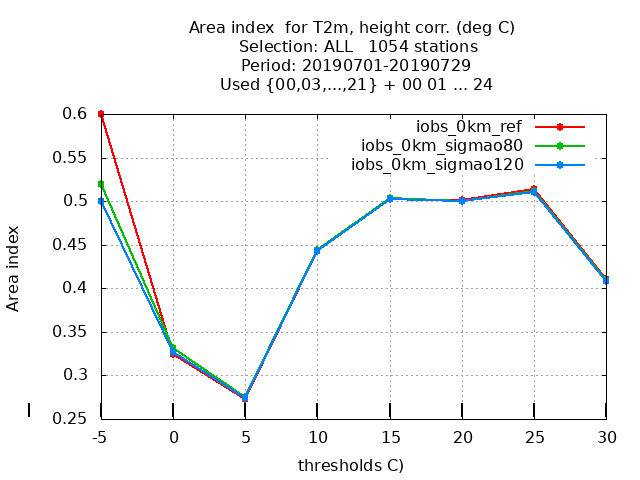 Area index  for T2m, height corr. (deg C)
Selection: ALL   1054 stations
Period: 20190701-20190729
Used {00,03,...,21} + 00 01 ... 24
iobs_0km_ref
iobs_0km_sigmao80
iobs_0km_sigmao120
0.6
0.55
0.5
0.45
0.4
0.35
0.3
0.25
Area index
-5 0 5 10 15 20 25 30
thresholds C)